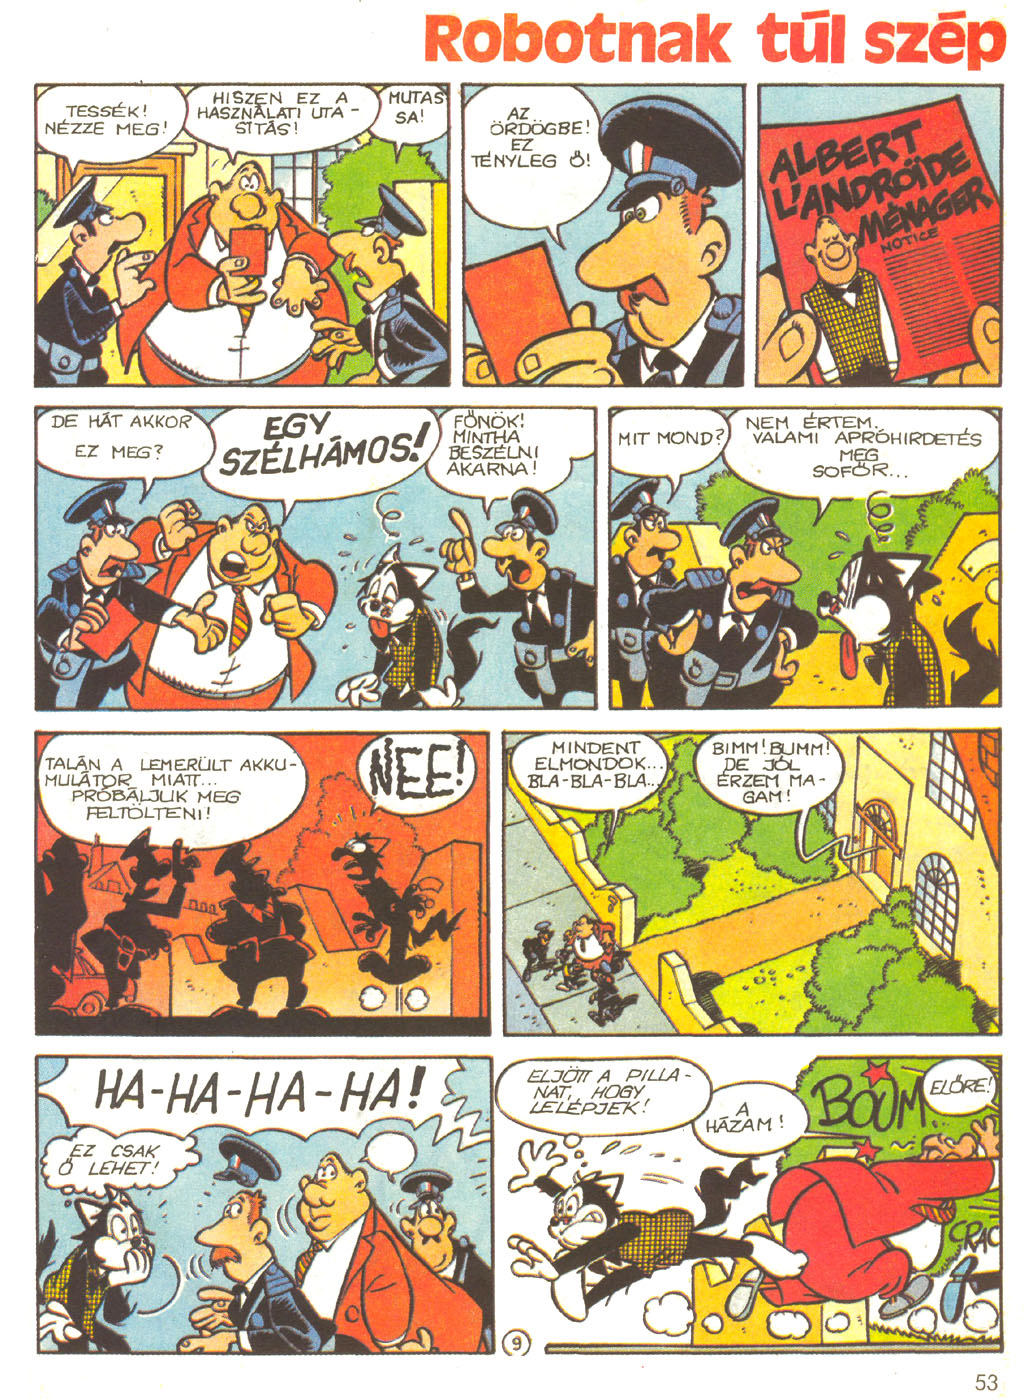 Robotnak túl szép
TESSÉK!
NÉZZE MEG!
HISZEN EZ A
HASZNÁLATI UTA-
SÍTÁS!
MUTAS
SA!
AZ
ÖRDÖGBE!
EZ
TÉNYLEG Ő!
ALBERT
L'ANDROÏDE
MÉNAGER
NOTICE
DE HÁT AKKOR
EZ MEG?
EGY
SZÉLHÁMOS!
FŐNÖK!
MINTHA
BESZÉLNI
AKARNA!
MIT MOND?
NEM ÉRTEM.
VALAMI APRÓHIRDETÉS
MEG
SOFŐR...
TALÁN A LEMERÜLT AKKU-
MULÁTOR MIATT...
PRÓBÁLJUK MEG
FELTÖLTENI!
NEE!
MINDENT
ELMONDOK...
BLA-BLA-BLA...
BIMM! BUMM!
DE JÓL
ÉRZEM MA-
GAM!
HA-HA-HA-HA!
EZ CSAK
Ő LEHET!
ELJÖTT A PILLA-
NAT, HOGY
LELÉPJEK!
A
HÁZAM!
BOUM
ELŐRE!
CRAC
9
53